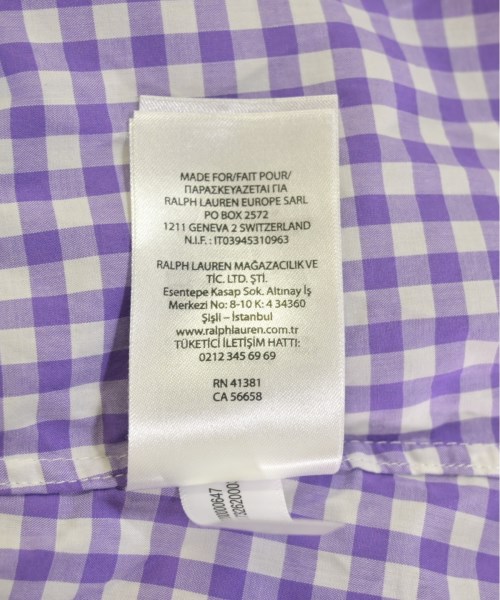 MADE FOR/FAIT POUR/
ΠΑΡΑΣΚΕΥΑΖΕΤΑΙ ΓΙΑ
RALPH LAUREN EUROPE SARL
PO BOX 2572
1211 GENEVA 2 SWITZERLAND
N.I.F. : IT03945310963
RALPH LAUREN MAĞAZACILIK VE
TİC. LTD. ŞTİ.
Esentepe Kasap Sok. Altınay İş
Merkezi No: 8-10 K: 4 34360
Şişli – İstanbul
www.ralphlauren.com.tr
TÜKETİCİ İLETİŞİM HATTI:
0212 345 69 69
RN 41381
CA 56658